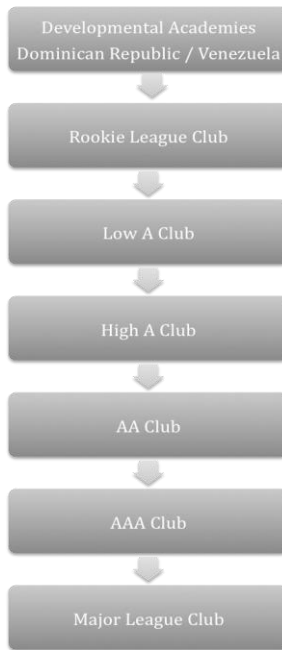 Developmental Academies
Dominican Republic / Venezuela
Rookie League Club
Low A Club
High A Club
AA Club
AAA Club
Major League Club